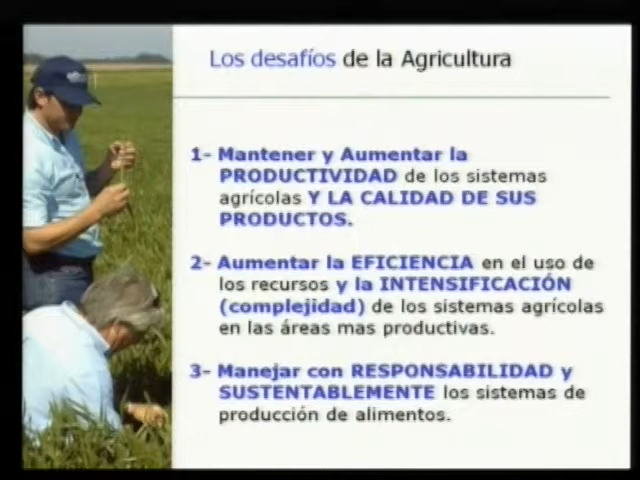 Los desafíos de la Agricultura
1- Mantener y Aumentar la
PRODUCTIVIDAD de los sistemas
agrícolas Y LA CALIDAD DE SUS
PRODUCTOS.
2- Aumentar la EFICIENCIA en el uso de
los recursos y la INTENSIFICACIÓN
(complejidad) de los sistemas agrícolas
en las áreas mas productivas.
3- Manejar con RESPONSABILIDAD y
SUSTENTABLEMENTE los sistemas de
producción de alimentos.